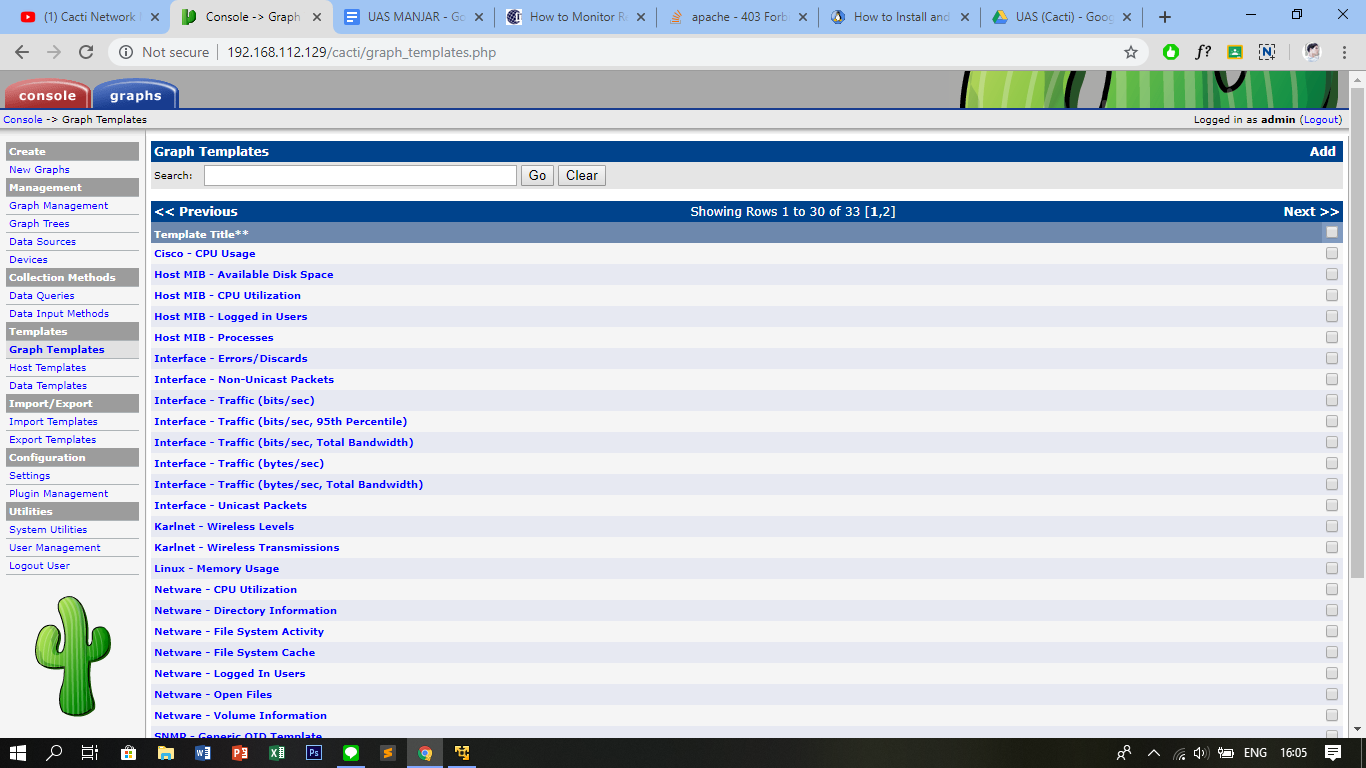 (1) Cacti Network
Console -> Graph
UAS MANJAR - Go
How to Monitor R
apache - 403 Forb
How to Install and
UAS (Cacti) - Goog
Not secure
192.168.112.129/cacti/graph_templates.php
f?
N
console
graphs
Console -> Graph Templates
Logged in as admin (Logout)
Create
New Graphs
Management
Graph Management
Graph Trees
Data Sources
Devices
Collection Methods
Data Queries
Data Input Methods
Templates
Graph Templates
Host Templates
Data Templates
Import/Export
Import Templates
Export Templates
Configuration
Settings
Plugin Management
Utilities
System Utilities
User Management
Logout User
Graph Templates
Add
Search:
Go
Clear
<< Previous
Showing Rows 1 to 30 of 33 [1,2]
Next >>
Template Title**
Cisco - CPU Usage
Host MIB - Available Disk Space
Host MIB - CPU Utilization
Host MIB - Logged in Users
Host MIB - Processes
Interface - Errors/Discards
Interface - Non-Unicast Packets
Interface - Traffic (bits/sec)
Interface - Traffic (bits/sec, 95th Percentile)
Interface - Traffic (bits/sec, Total Bandwidth)
Interface - Traffic (bytes/sec)
Interface - Traffic (bytes/sec, Total Bandwidth)
Interface - Unicast Packets
Karlnet - Wireless Levels
Karlnet - Wireless Transmissions
Linux - Memory Usage
Netware - CPU Utilization
Netware - Directory Information
Netware - File System Activity
Netware - File System Cache
Netware - Logged In Users
Netware - Open Files
Netware - Volume Information
SNMP - Generic OID Template
Ps
ENG
16:05